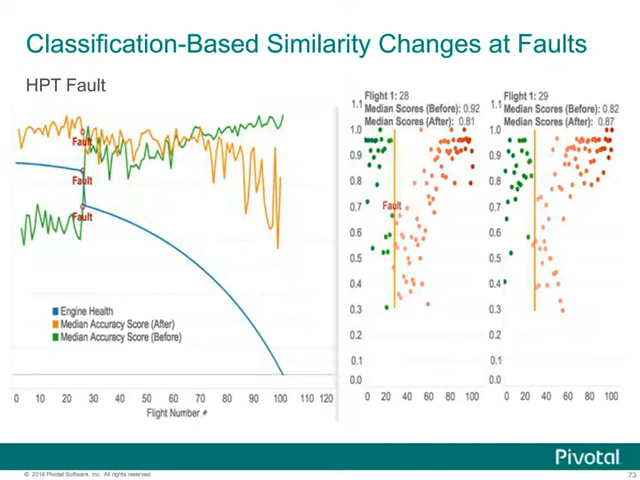 Classification-Based Similarity Changes at Faults
HPT Fault
Fault
Fault
Fault
Engine Health
Median Accuracy Score (After)
Median Accuracy Score (Before)
0 10 20 30 40 50 60 70 80 90 100 110 120
Flight Number
Flight 1: 28
Median Scores (Before): 0.92
Median Scores (After): 0.81
1.1
1.0
0.9
0.8
0.7
0.6
0.5
0.4
0.3
0.2
0.1
0.0
Fault
0 20 40 60 80 100
Flight 1: 29
Median Scores (Before): 0.82
Median Scores (After): 0.87
1.1
1.0
0.9
0.8
0.7
0.6
0.5
0.4
0.3
0.2
0.1
0.0
0 20 40 60 80 100
Pivotal
© 2016 Pivotal Software, Inc. All rights reserved.
73